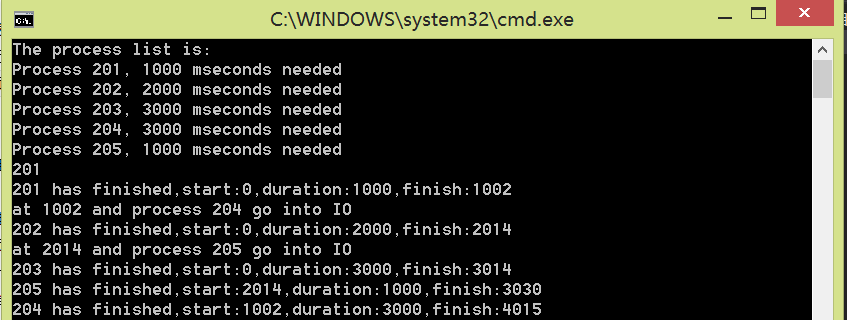 C:\WINDOWS\system32\cmd.exe
The process list is:
Process 201, 1000 mseconds needed
Process 202, 2000 mseconds needed
Process 203, 3000 mseconds needed
Process 204, 3000 mseconds needed
Process 205, 1000 mseconds needed
201
201 has finished,start:0,duration:1000,finish:1002
at 1002 and process 204 go into IO
202 has finished,start:0,duration:2000,finish:2014
at 2014 and process 205 go into IO
203 has finished,start:0,duration:3000,finish:3014
205 has finished,start:2014,duration:1000,finish:3030
204 has finished,start:1002,duration:3000,finish:4015